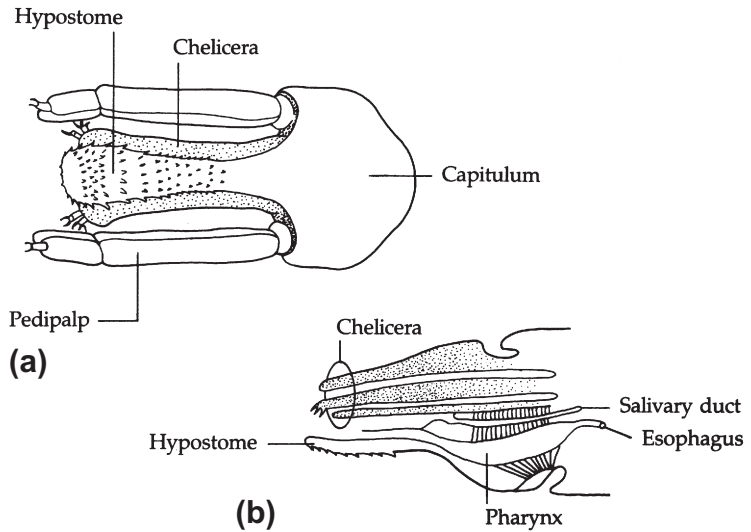 Hypostome
Chelicera
Capitulum
Pedipalp
(a)
Chelicera
Salivary duct
Esophagus
Hypostome
Pharynx
(b)